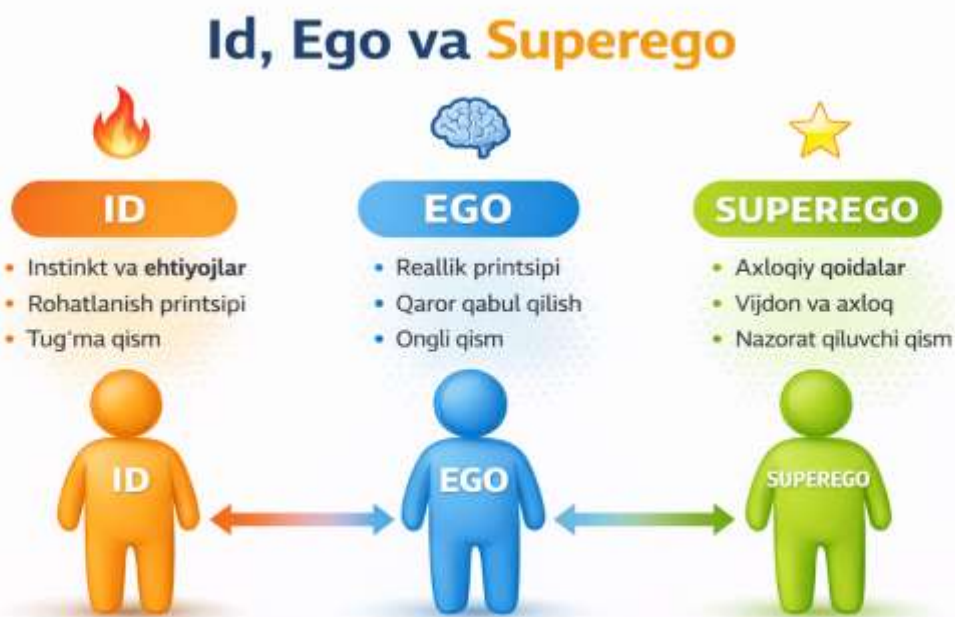 Id, Ego va Superego
ID
• Instinkt va ehtiyojlar
• Rohatlanish printsipi
• Tug'ma qism
EGO
• Reallik printsipi
• Qaror qabul qilish
• Ongli qism
SUPEREGO
• Axloqiy qoidalar
• Vijdon va axloq
• Nazorat qiluvchi qism
ID
EGO
SUPEREGO